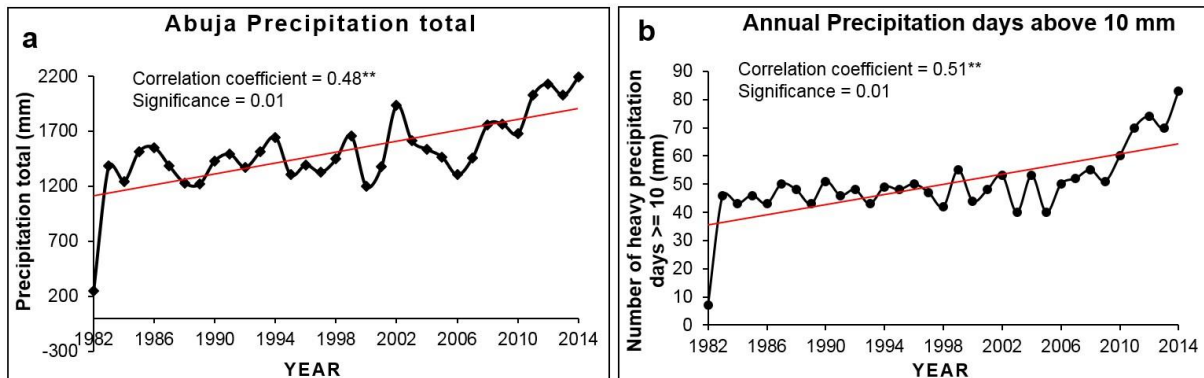 a
Abuja Precipitation total
Correlation coefficient = 0.48**
Significance = 0.01
Precipitation total (mm)
2200
1700
1200
700
200
-300
1982 1986 1990 1994 1998 2002 2006 2010 2014
YEAR
b
Annual Precipitation days above 10 mm
Correlation coefficient = 0.51**
Significance = 0.01
Number of heavy precipitation
days >= 10 (mm)
90
80
70
60
50
40
30
20
10
0
1982 1986 1990 1994 1998 2002 2006 2010 2014
YEAR